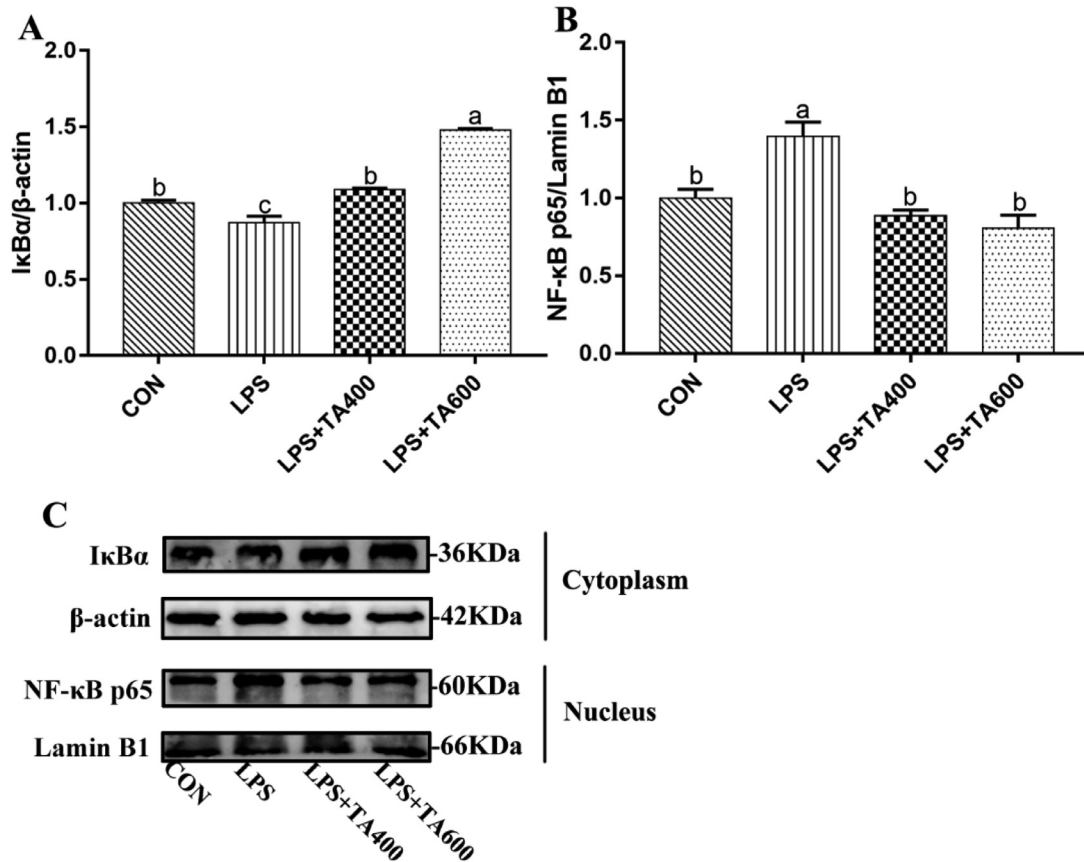 A
IκBα/β-actin
2.0
1.5
1.0
0.5
0.0
b
c
b
a
CON
LPS
LPS+TA400
LPS+TA600
B
NF-κB p65/Lamin B1
2.0
1.5
1.0
0.5
0.0
b
a
b
b
CON
LPS
LPS+TA400
LPS+TA600
C
IκBα
-36KDa
β-actin
-42KDa
Cytoplasm
NF-κB p65
-60KDa
Lamin B1
-66KDa
Nucleus
CON
LPS
LPS+TA400
LPS+TA600